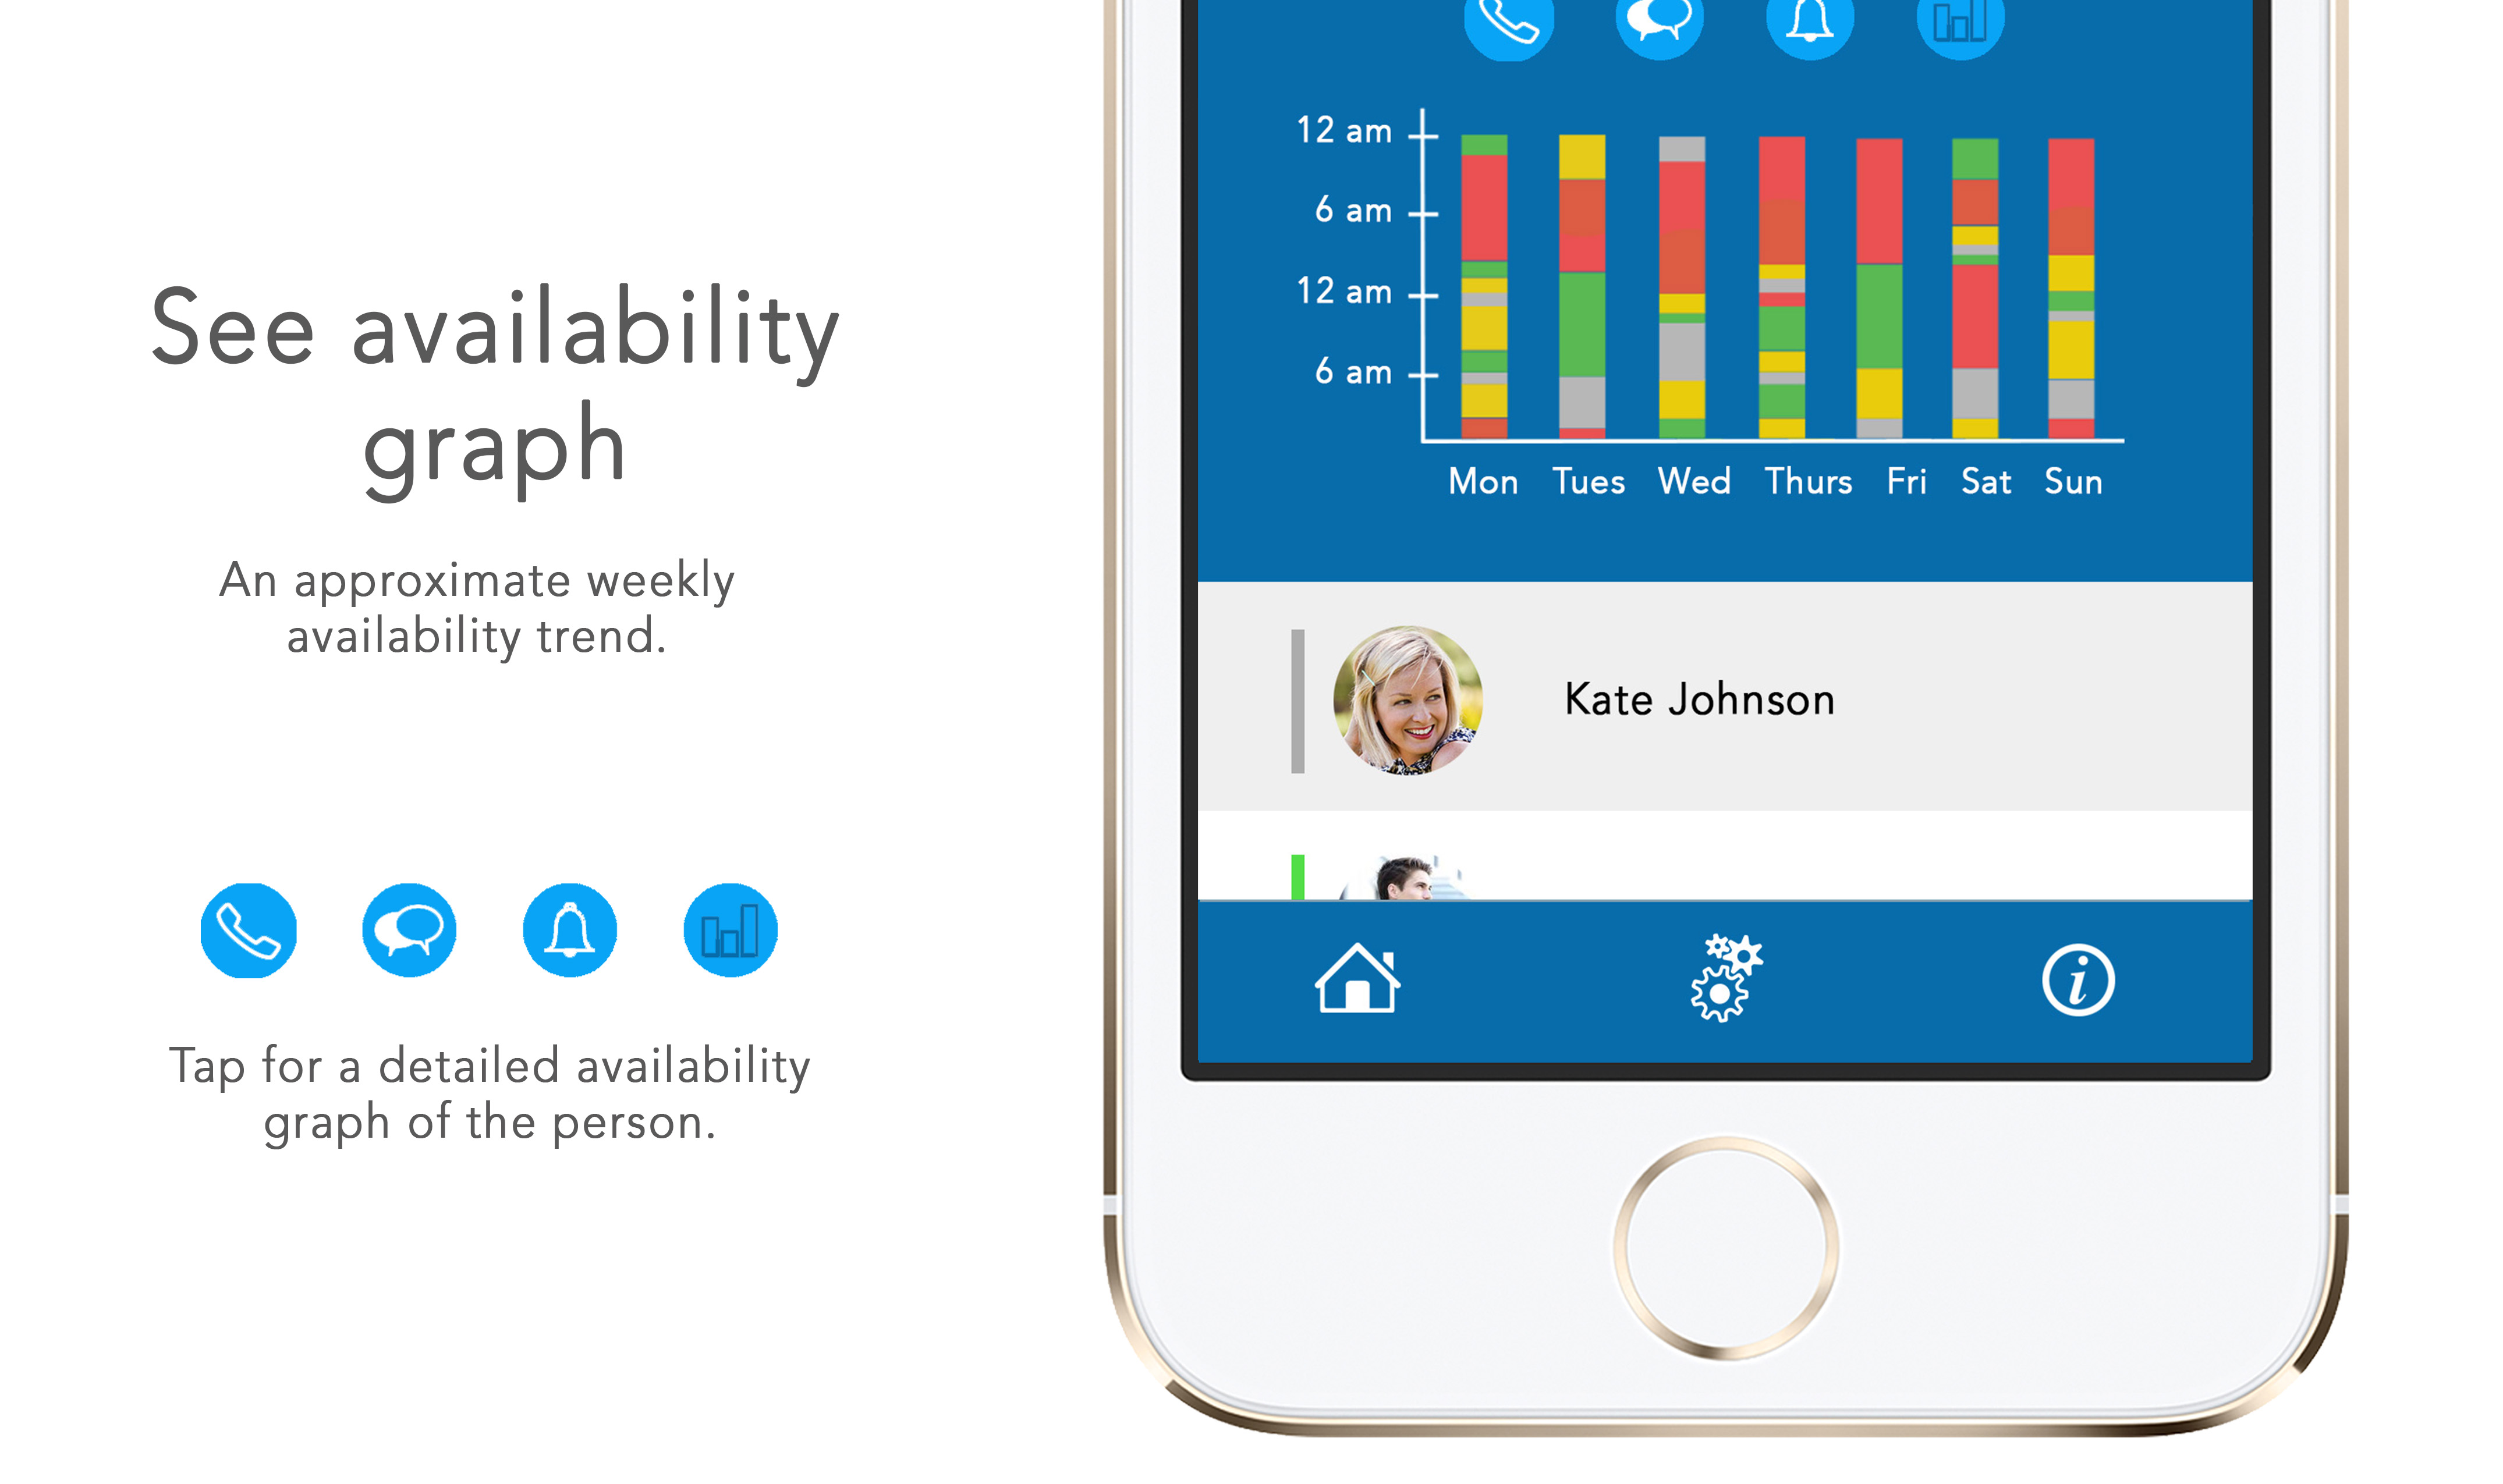 See availability
graph
An approximate weekly
availability trend.
Tap for a detailed availability
graph of the person.
12 am
6 am
12 am
6 am
Mon Tues Wed Thurs Fri Sat Sun
Kate Johnson